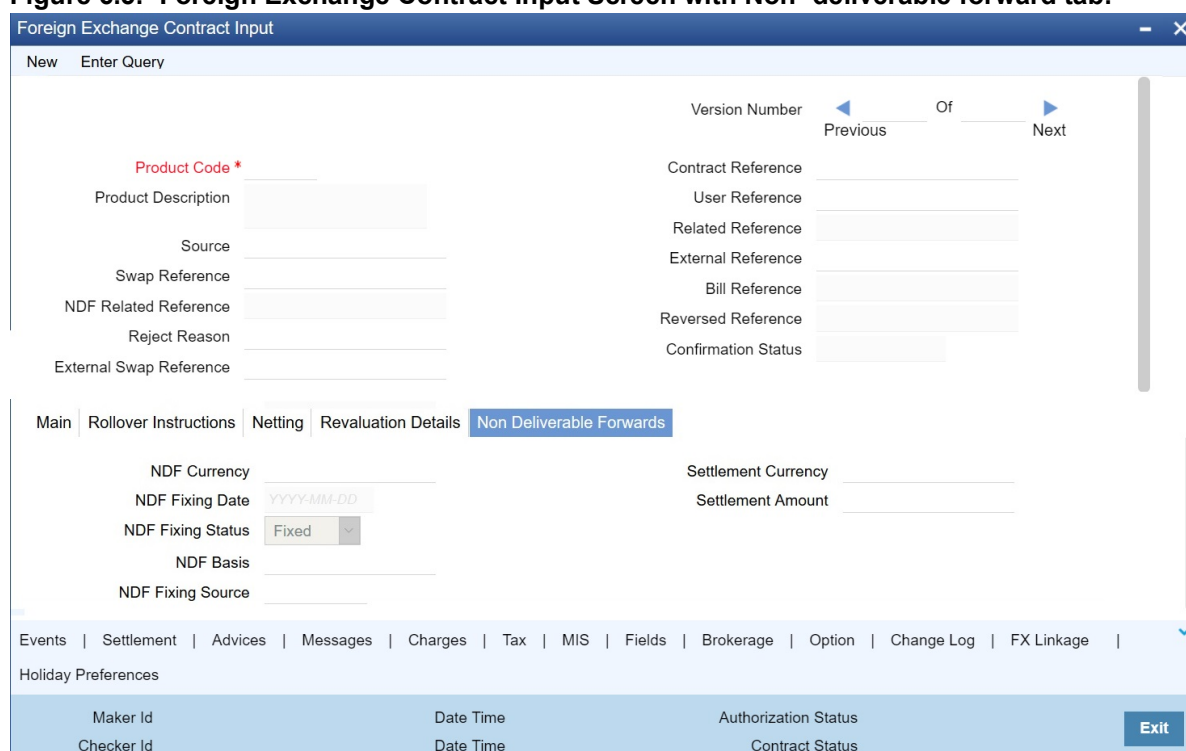 Figure 6.3: Foreign Exchange Contract Input Screen with Non- deliverable forward tab.
Foreign Exchange Contract Input
New Enter Query
Version Number Of
Previous Next
Product Code *
Contract Reference
Product Description
User Reference
Related Reference
Source
External Reference
Swap Reference
Bill Reference
NDF Related Reference
Reversed Reference
Reject Reason
Confirmation Status
External Swap Reference
Main Rollover Instructions Netting Revaluation Details Non Deliverable Forwards
NDF Currency
Settlement Currency
NDF Fixing Date YYYY-MM-DD
Settlement Amount
NDF Fixing Status Fixed
NDF Basis
NDF Fixing Source
Events | Settlement | Advices | Messages | Charges | Tax | MIS | Fields | Brokerage | Option | Change Log | FX Linkage |
Holiday Preferences
Maker Id Date Time Authorization Status
Exit
Checker Id Date Time Contract Status